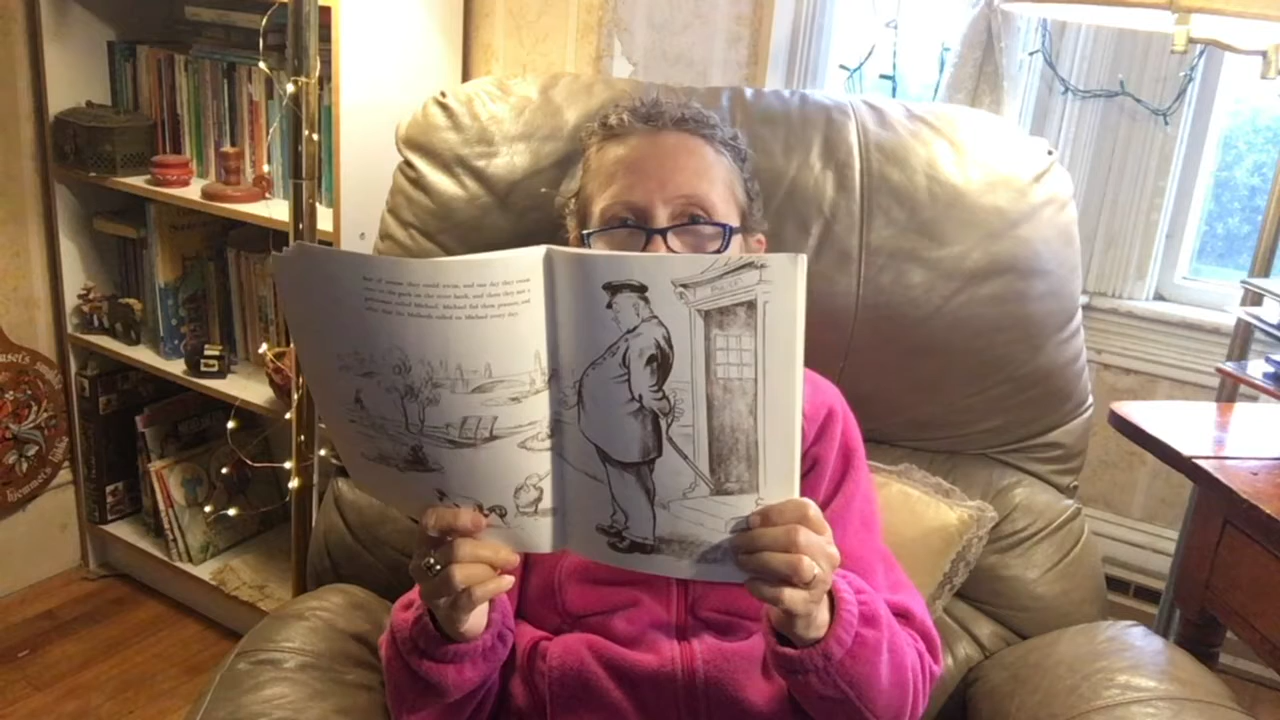 But of course they could swim, and one day they swam
over to the park on the river bank, and there they met a
policeman called Michael. Michael fed them peanuts, and
after that the Mallards called on Michael every day.
POLICE
hjemmets